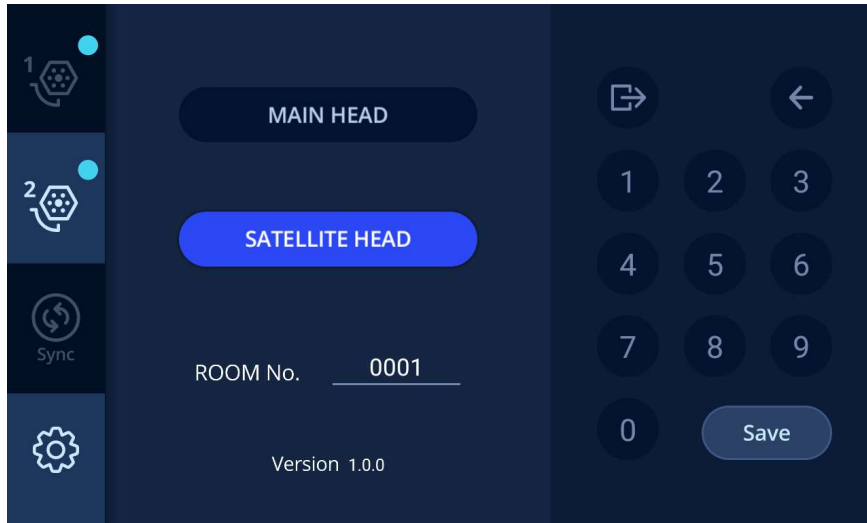 1
2
Sync
MAIN HEAD
SATELLITE HEAD
ROOM No. 0001
Version 1.0.0
1 2 3
4 5 6
7 8 9
0 Save